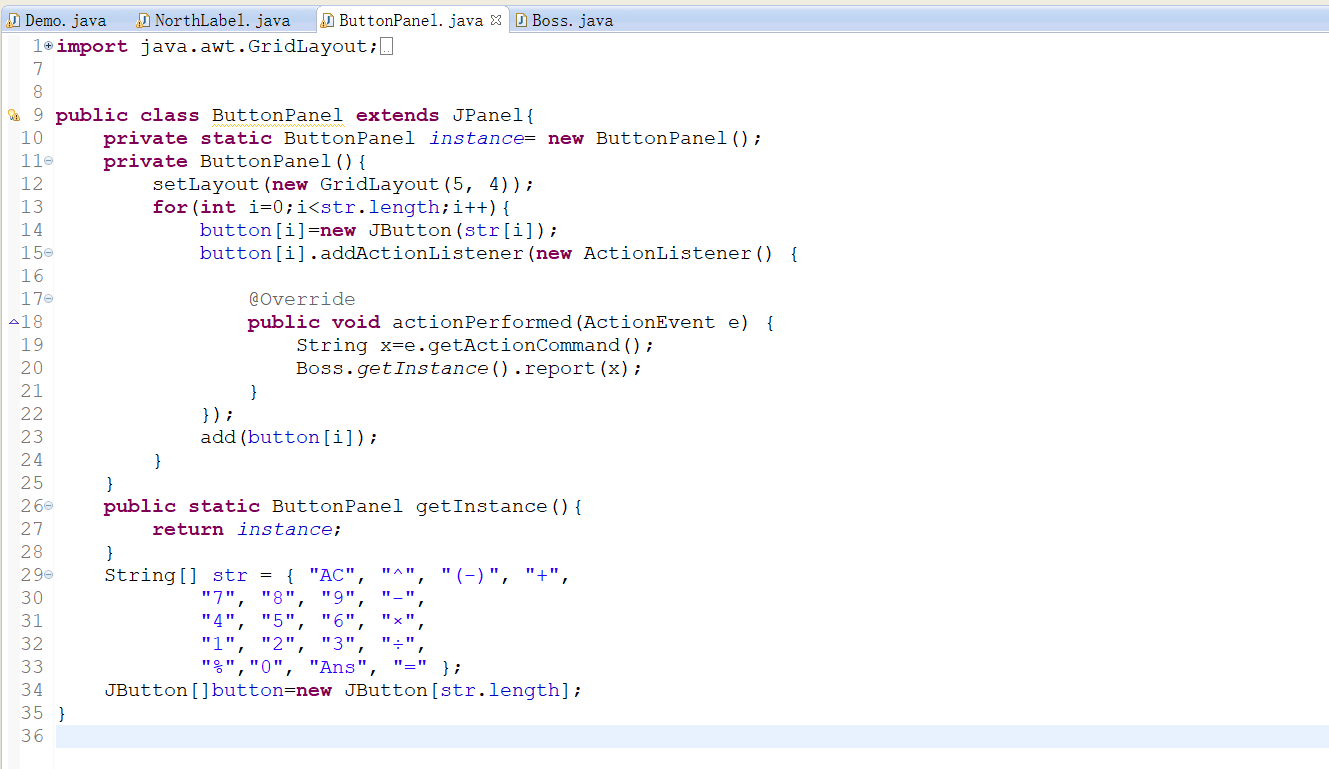 Demo.java NorthLabel.java ButtonPanel.java Boss.java
1 import java.awt.GridLayout;
7
8
9 public class ButtonPanel extends JPanel{
10     private static ButtonPanel instance= new ButtonPanel();
11     private ButtonPanel(){
12         setLayout(new GridLayout(5, 4));
13         for(int i=0;i<str.length;i++){
14             button[i]=new JButton(str[i]);
15             button[i].addActionListener(new ActionListener() {
16
17                 @Override
18                 public void actionPerformed(ActionEvent e) {
19                     String x=e.getActionCommand();
20                     Boss.getInstance().report(x);
21                 }
22             });
23             add(button[i]);
24         }
25     }
26     public static ButtonPanel getInstance(){
27         return instance;
28     }
29     String[] str = { "AC", "^", "(-)", "+",
30             "7", "8", "9", "-",
31             "4", "5", "6", "×",
32             "1", "2", "3", "÷",
33             "%","0", "Ans", "=" };
34     JButton[]button=new JButton[str.length];
35 }
36